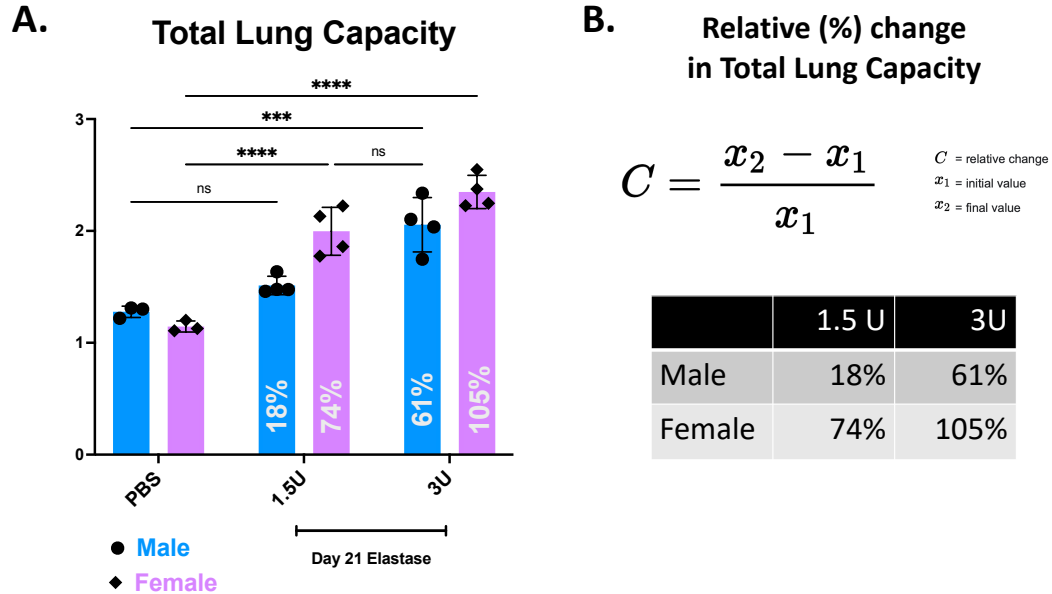 A.
Total Lung Capacity
****
***
****
ns
ns
3
2
1
0
18%
74%
61%
105%
PBS
1.5U
3U
Day 21 Elastase
Male
Female
B.
Relative (%) change
in Total Lung Capacity
C = (x₂ − x₁) / x₁
C = relative change
x₁ = initial value
x₂ = final value
1.5 U 3U
Male 18% 61%
Female 74% 105%